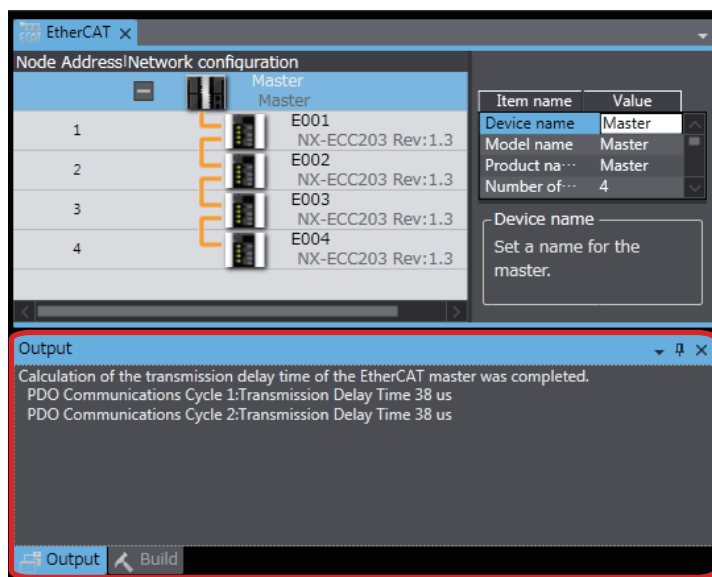 EtherCAT
Node Address Network configuration
Master
Master
1
E001
NX-ECC203 Rev:1.3
2
E002
NX-ECC203 Rev:1.3
3
E003
NX-ECC203 Rev:1.3
4
E004
NX-ECC203 Rev:1.3
Item name Value
Device name Master
Model name Master
Product na··· Master
Number of··· 4
Device name
Set a name for the
master.
Output
Calculation of the transmission delay time of the EtherCAT master was completed.
PDO Communications Cycle 1:Transmission Delay Time 38 us
PDO Communications Cycle 2:Transmission Delay Time 38 us
Output Build